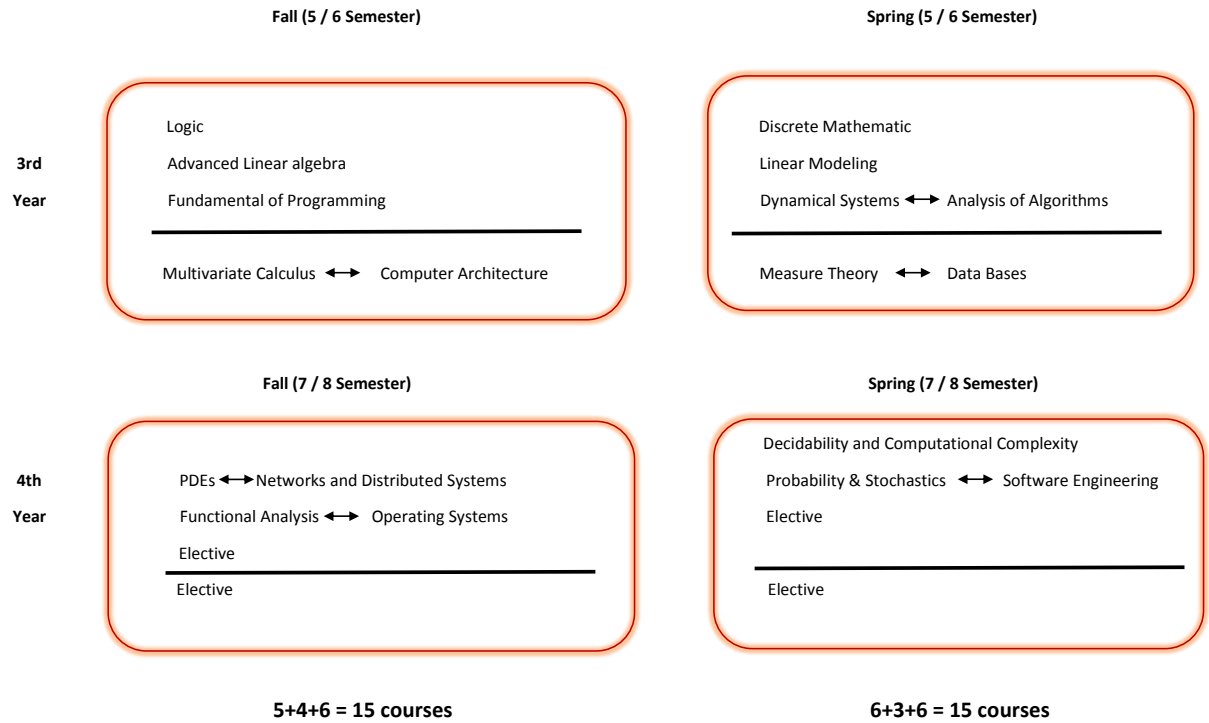 Fall (5 / 6 Semester)
Spring (5 / 6 Semester)
3rd
Year
Logic
Advanced Linear algebra
Fundamental of Programming
Multivariate Calculus ↔ Computer Architecture
Discrete Mathematic
Linear Modeling
Dynamical Systems ↔ Analysis of Algorithms
Measure Theory ↔ Data Bases
Fall (7 / 8 Semester)
Spring (7 / 8 Semester)
4th
Year
PDEs ↔ Networks and Distributed Systems
Functional Analysis ↔ Operating Systems
Elective
Elective
Decidability and Computational Complexity
Probability & Stochastics ↔ Software Engineering
Elective
Elective
5+4+6 = 15 courses
6+3+6 = 15 courses